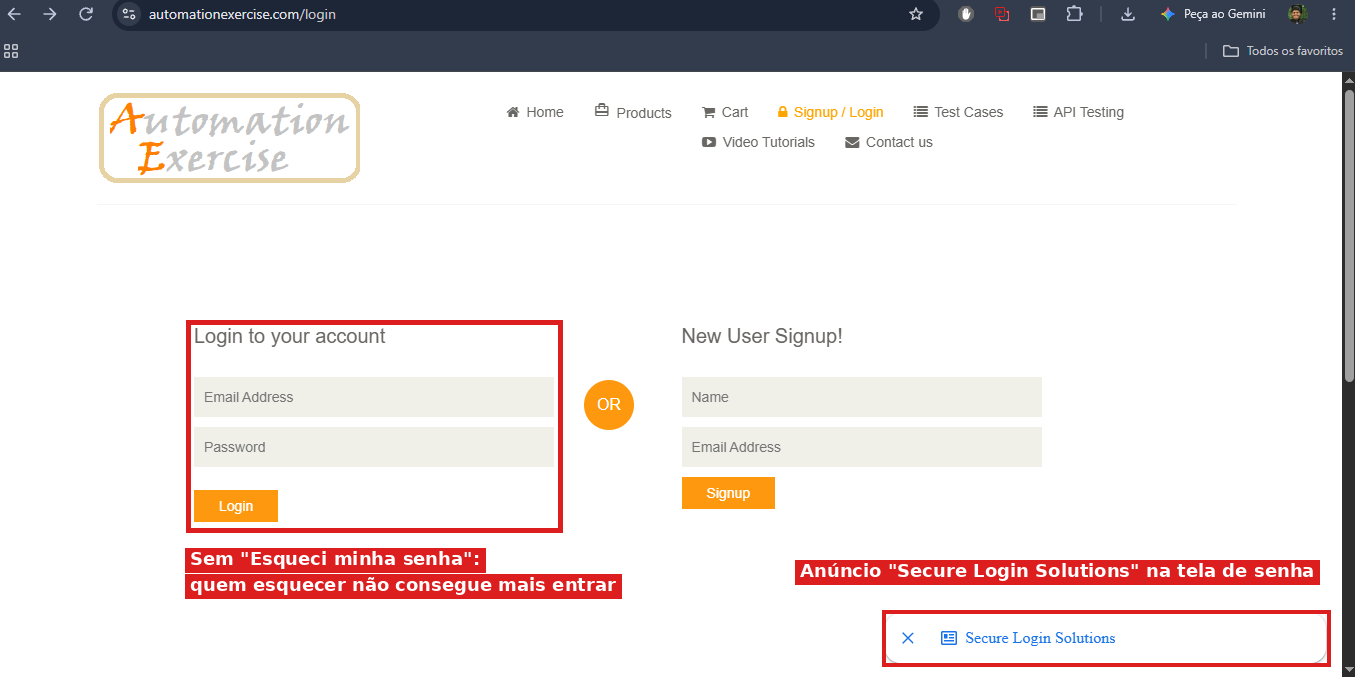 automationexercise.com/login
Peça ao Gemini
Todos os favoritos
Automation
Exercise
Home
Products
Cart
Signup / Login
Test Cases
API Testing
Video Tutorials
Contact us
Login to your account
Email Address
Password
Login
OR
New User Signup!
Name
Email Address
Signup
Sem "Esqueci minha senha":
quem esquecer não consegue mais entrar
Anúncio "Secure Login Solutions" na tela de senha
Secure Login Solutions